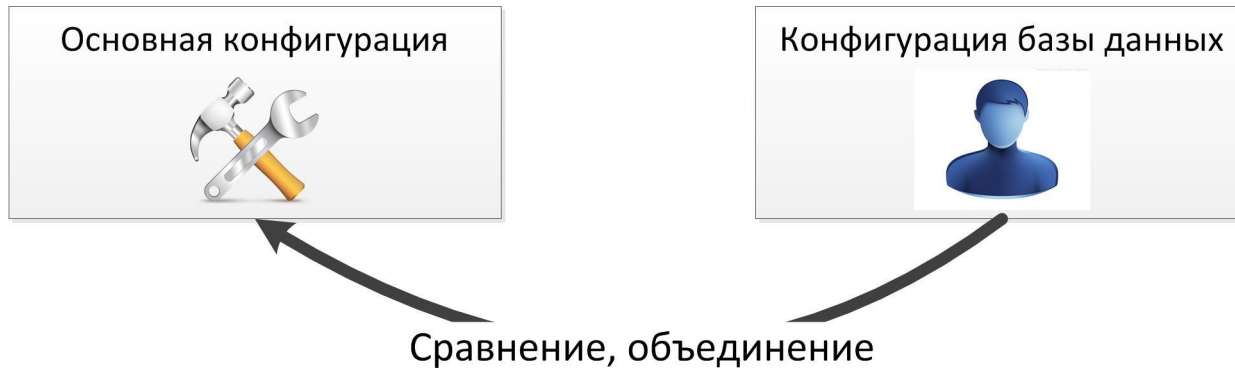 Основная конфигурация
Конфигурация базы данных
Сравнение, объединение